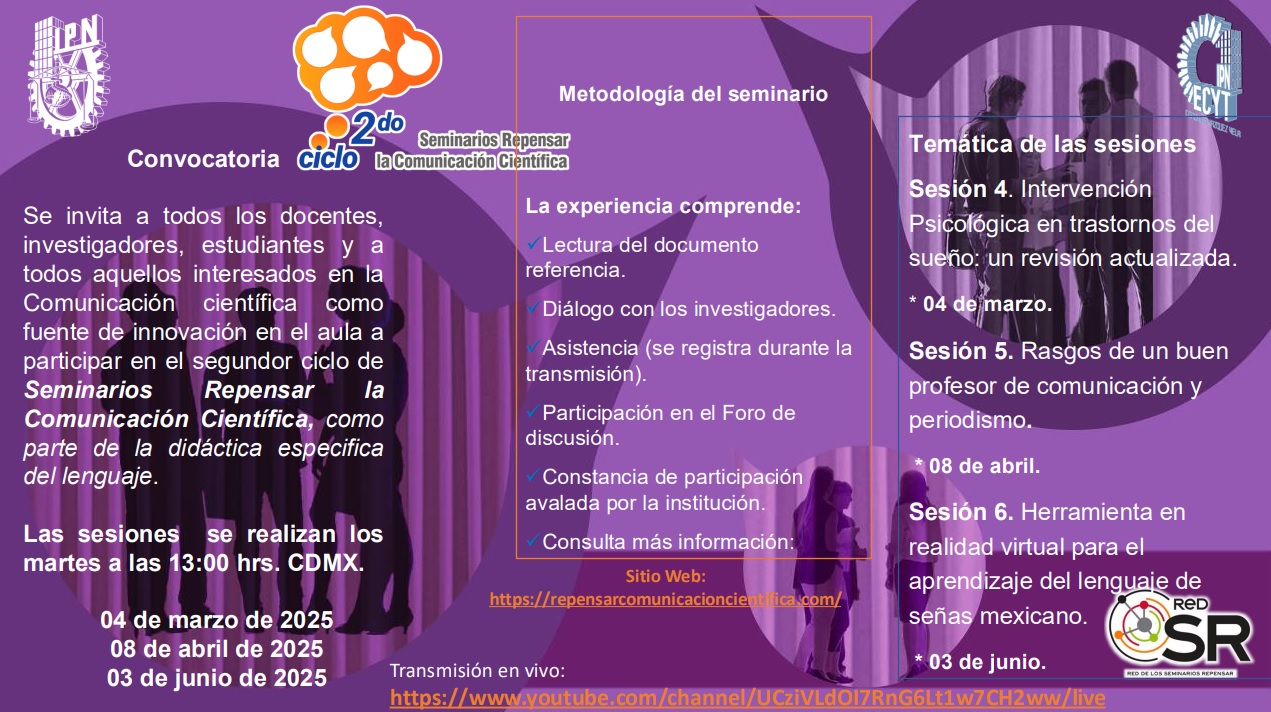 IPN
2do
ciclo
Seminarios Repensar
la Comunicación Científica
Convocatoria
Se invita a todos los docentes,
investigadores, estudiantes y a
todos aquellos interesados en la
Comunicación científica como
fuente de innovación en el aula a
participar en el segundor ciclo de
Seminarios Repensar la
Comunicación Científica, como
parte de la didáctica especifica
del lenguaje.
Las sesiones se realizan los
martes a las 13:00 hrs. CDMX.
04 de marzo de 2025
08 de abril de 2025
03 de junio de 2025
Metodología del seminario
La experiencia comprende:
✓Lectura del documento
referencia.
✓Diálogo con los investigadores.
✓Asistencia (se registra durante la
transmisión).
✓Participación en el Foro de
discusión.
✓Constancia de participación
avalada por la institución.
✓Consulta más información:
Sitio Web:
https://repensarcomunicacioncientifica.com/
Transmisión en vivo:
https://www.youtube.com/channel/UCziVLdOI7RnG6Lt1w7CH2ww/live
IPN
ECYT
Temática de las sesiones
Sesión 4. Intervención
Psicológica en trastornos del
sueño: un revisión actualizada.
* 04 de marzo.
Sesión 5. Rasgos de un buen
profesor de comunicación y
periodismo.
* 08 de abril.
Sesión 6. Herramienta en
realidad virtual para el
aprendizaje del lenguaje de
señas mexicano.
* 03 de junio.
RED
SR
RED DE LOS SEMINARIOS REPENSAR